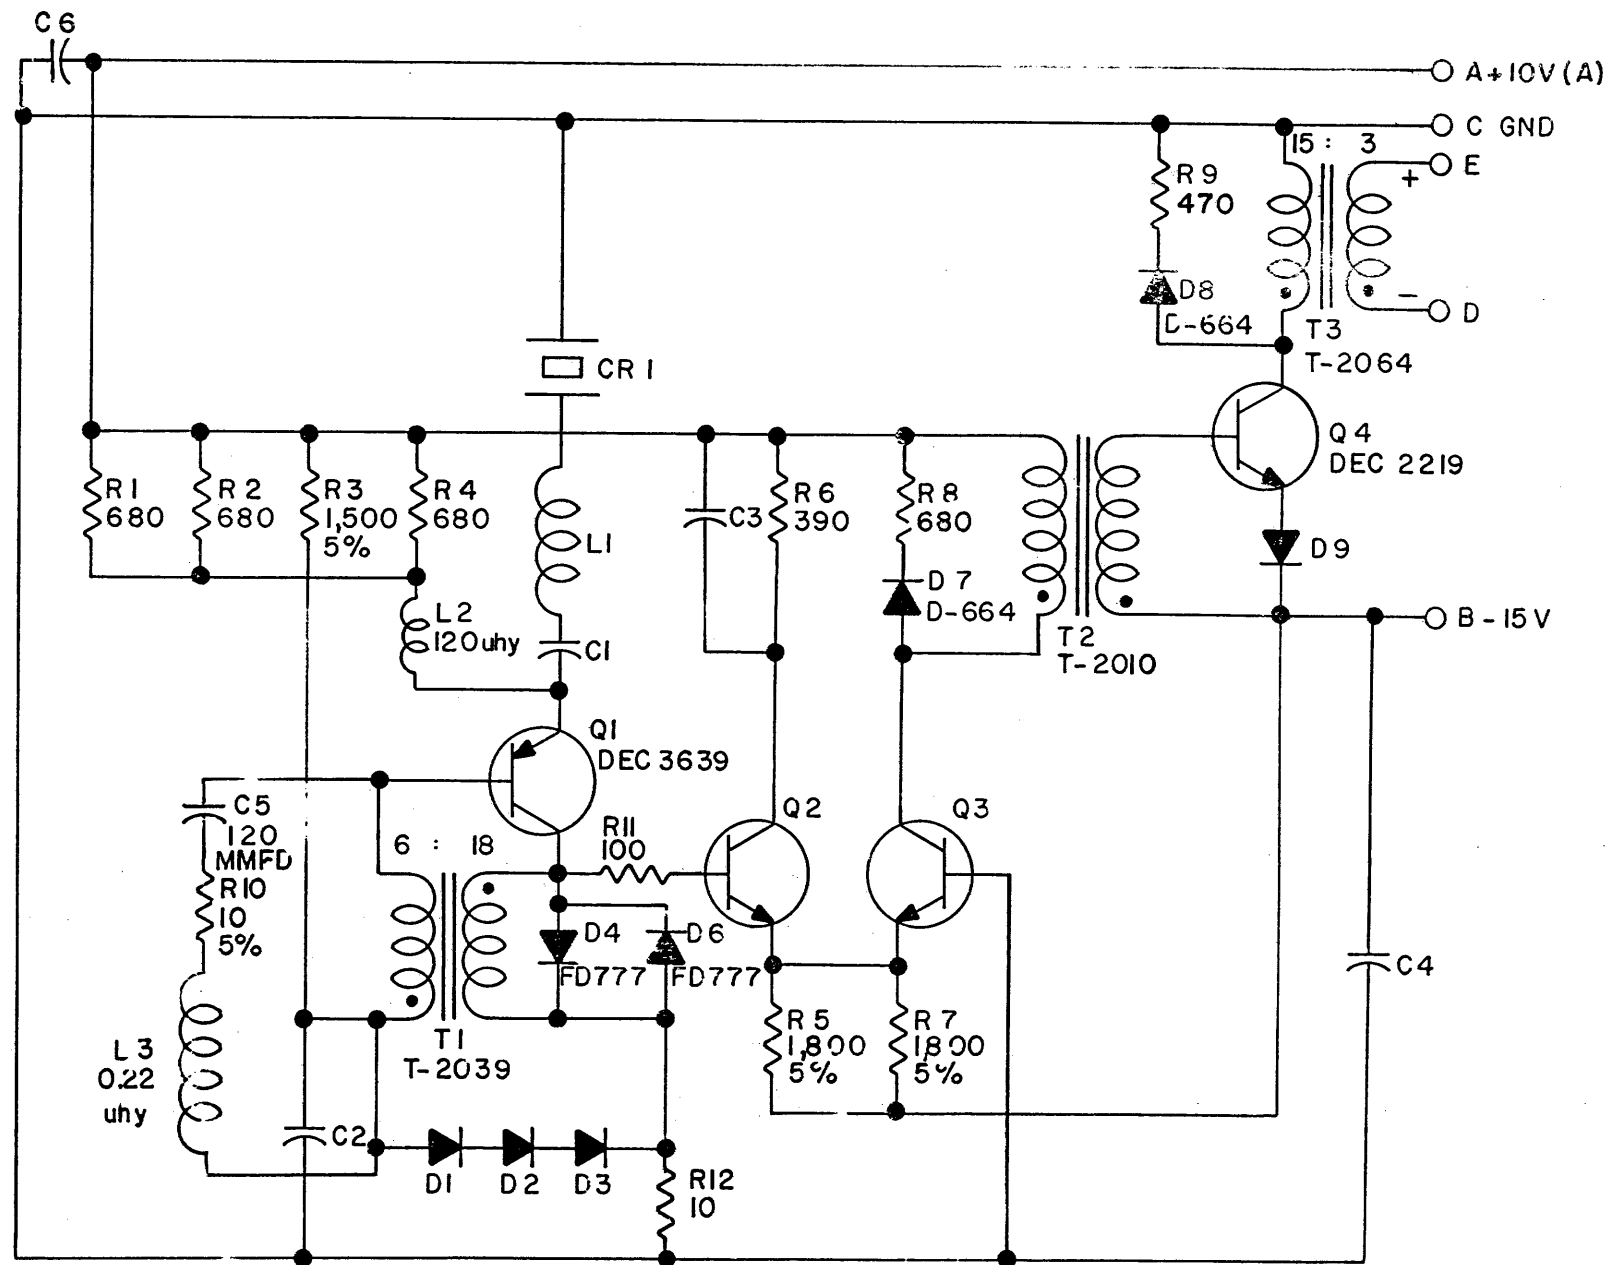 C6
A+10V(A)
C GND
15 : 3
+ E
R9
470
D8
D-664
- D
T3
T-2064
CR1
Q4
DEC 2219
R1
680
R2
680
R3
1,500
5%
R4
680
L1
C3
R6
390
R8
680
D9
D7
D-664
L2
120uhy
C1
T2
T-2010
B-15V
Q1
DEC 3639
C5
120
MMFD
R10
10
5%
6 : 18
R11
100
Q2
Q3
D4
FD777
D6
FD777
C4
L3
0.22
uhy
T1
T-2039
R5
1,800
5%
R7
1,800
5%
C2
D1
D2
D3
R12
10